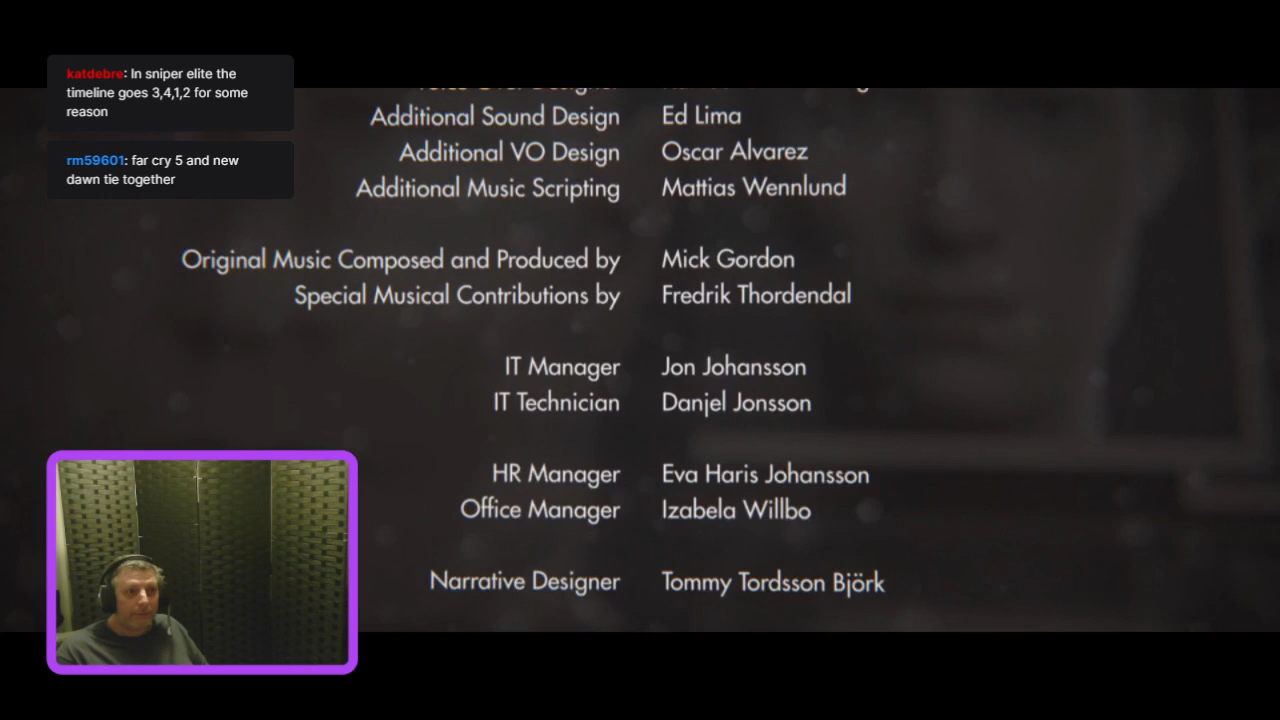 katdebre: In sniper elite the
timeline goes 3,4,1,2 for some
reason
rm59601: far cry 5 and new
dawn tie together
Additional Sound Design Ed Lima
Additional VO Design Oscar Alvarez
Additional Music Scripting Mattias Wennlund
Original Music Composed and Produced by Mick Gordon
Special Musical Contributions by Fredrik Thordendal
IT Manager Jon Johansson
IT Technician Danjel Jonsson
HR Manager Eva Haris Johansson
Office Manager Izabela Willbo
Narrative Designer Tommy Tordsson Björk